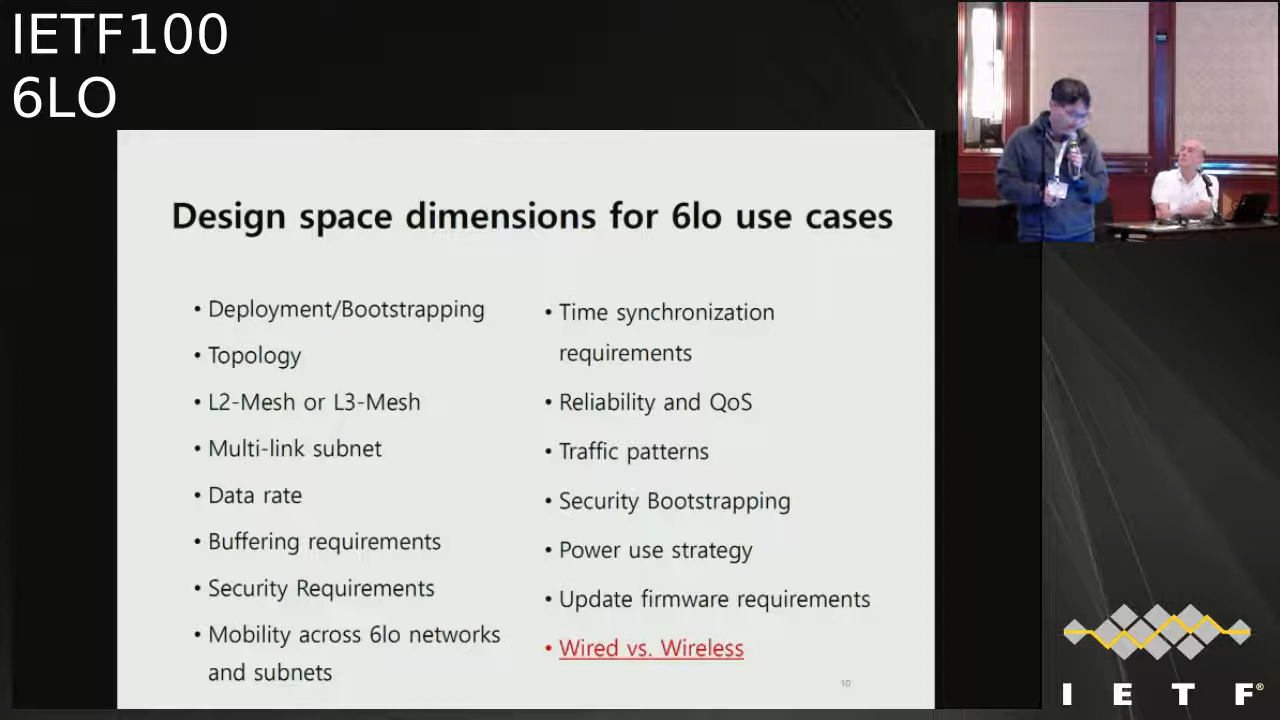 IETF100
6LO
Design space dimensions for 6lo use cases
• Deployment/Bootstrapping
• Topology
• L2-Mesh or L3-Mesh
• Multi-link subnet
• Data rate
• Buffering requirements
• Security Requirements
• Mobility across 6lo networks
and subnets
• Time synchronization
requirements
• Reliability and QoS
• Traffic patterns
• Security Bootstrapping
• Power use strategy
• Update firmware requirements
• Wired vs. Wireless
10
I E T F®